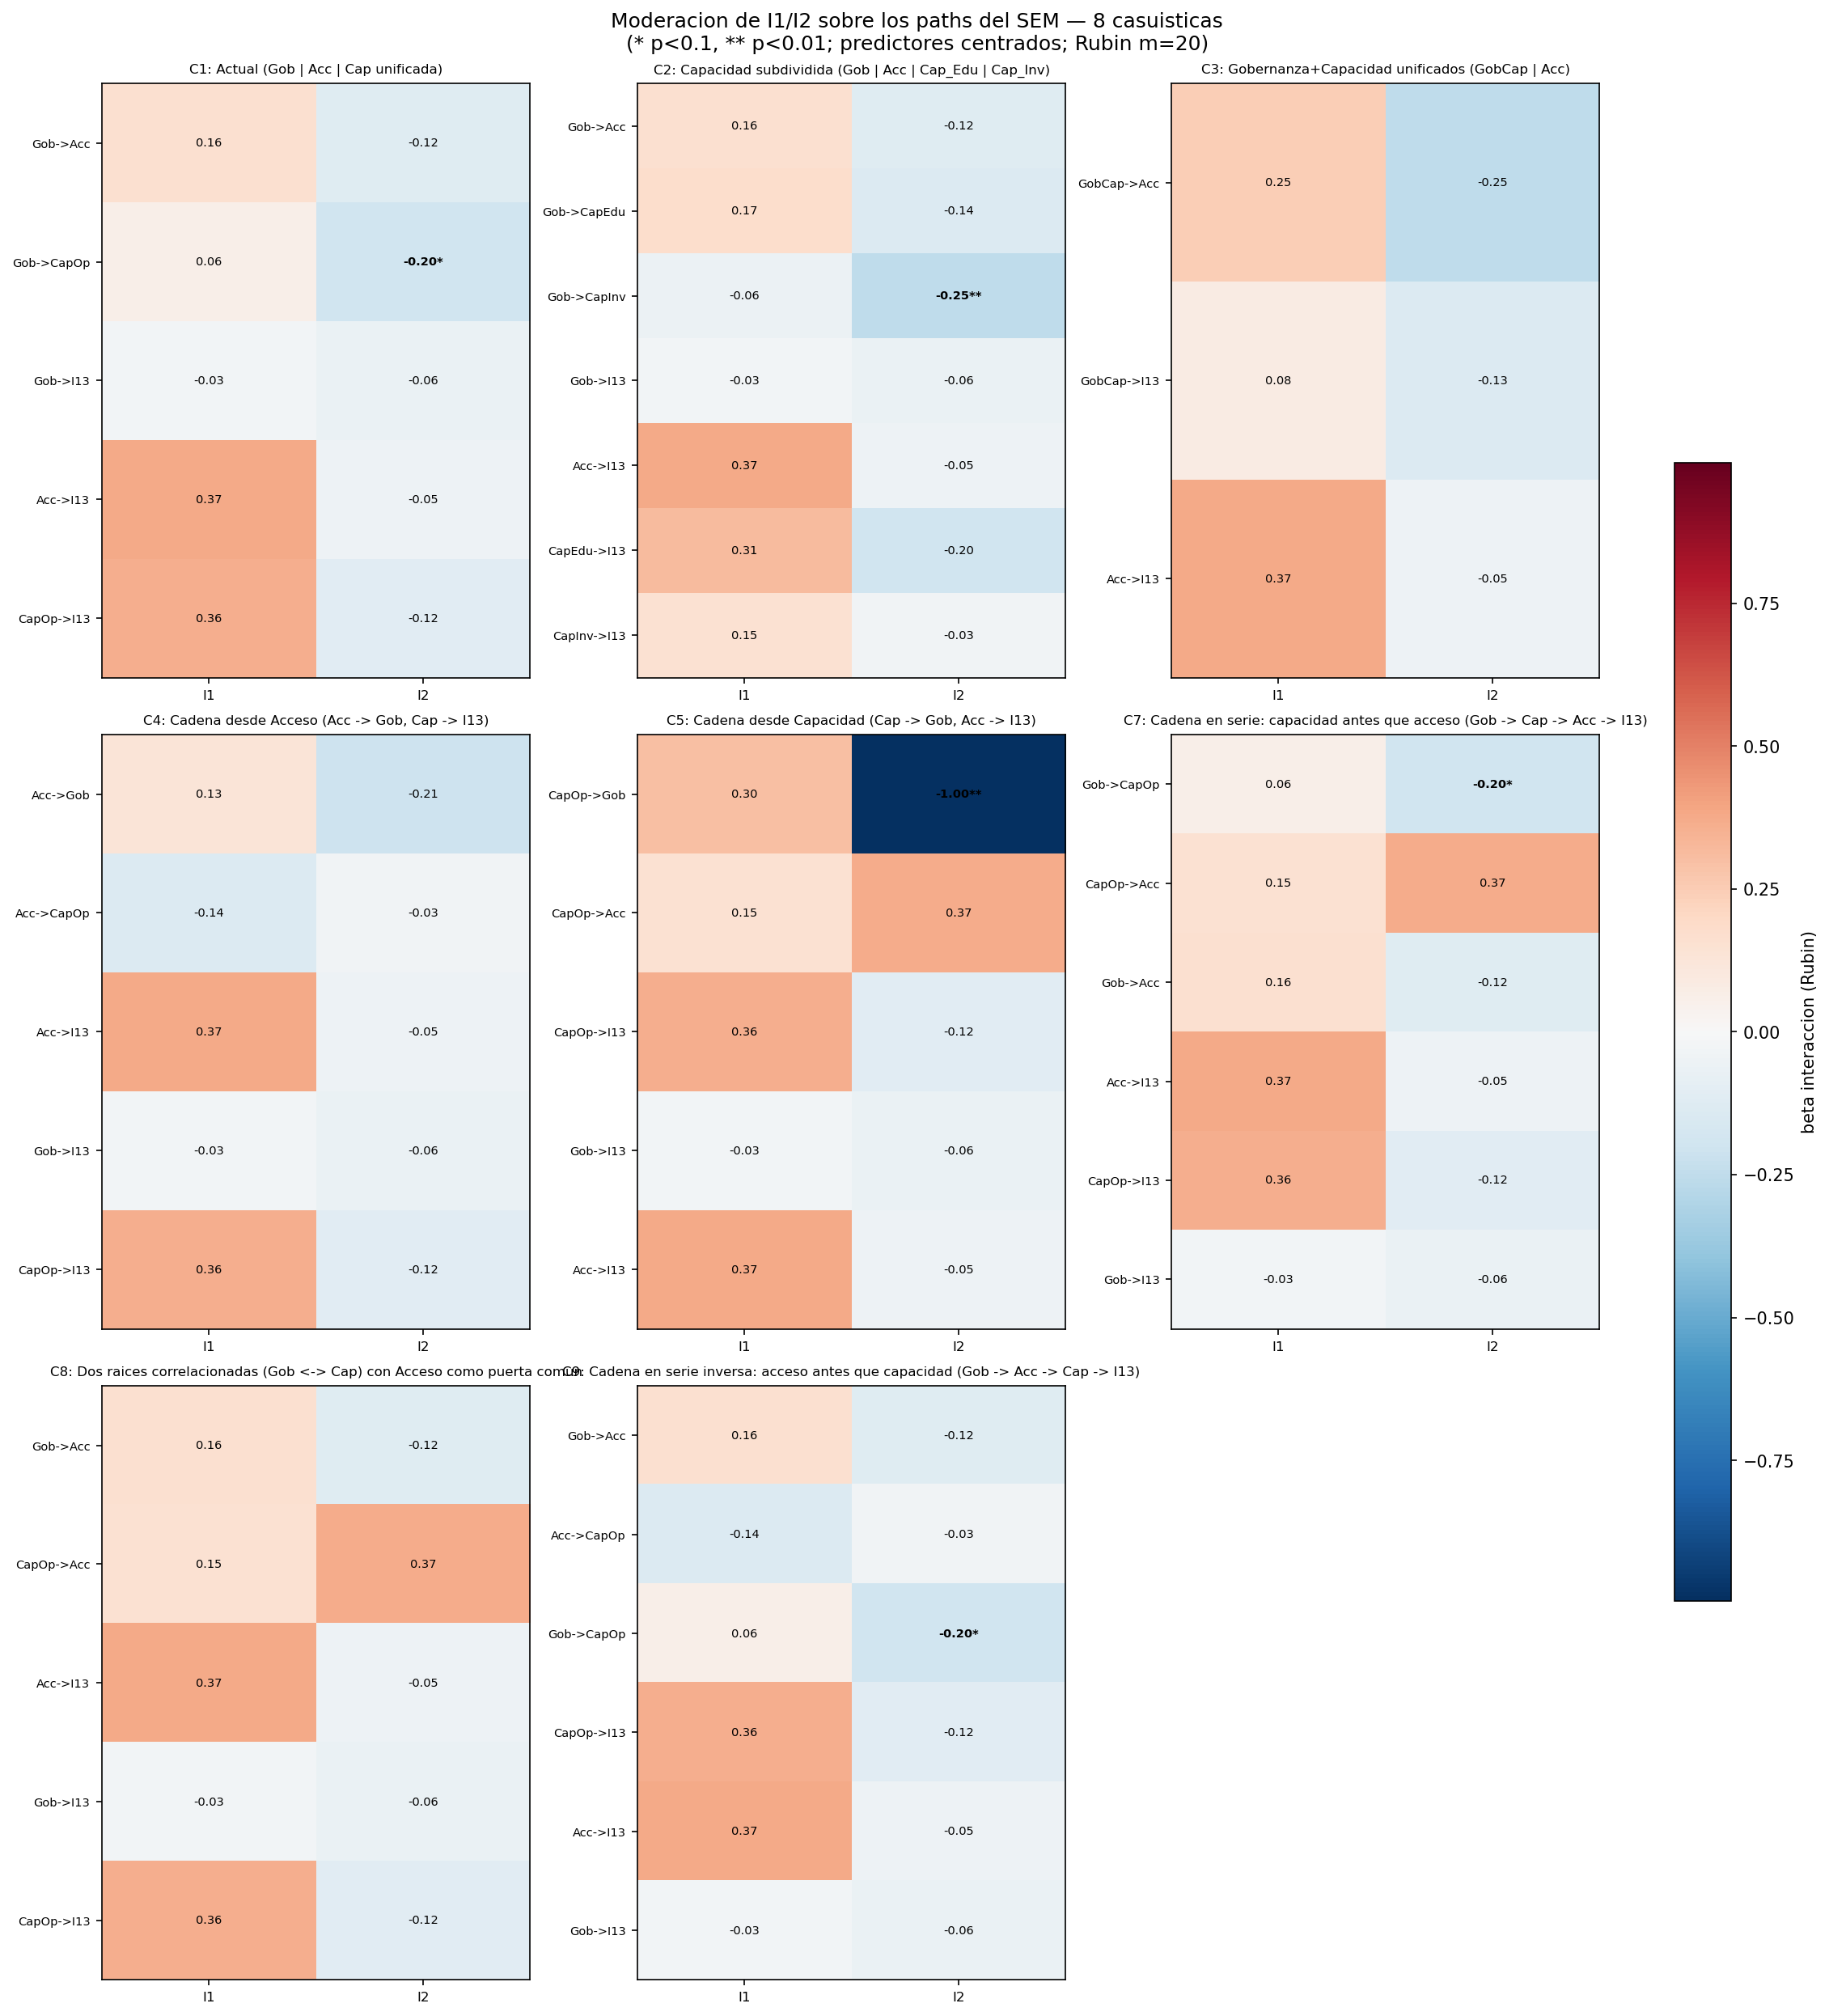 Moderacion de I1/I2 sobre los paths del SEM — 8 casuisticas
(* p<0.1, ** p<0.01; predictores centrados; Rubin m=20)
C1: Actual (Gob | Acc | Cap unificada)
Gob->Acc 0.16 -0.12
Gob->CapOp 0.06 -0.20*
Gob->I13 -0.03 -0.06
Acc->I13 0.37 -0.05
CapOp->I13 0.36 -0.12
I1 I2
C2: Capacidad subdividida (Gob | Acc | Cap_Edu | Cap_Inv)
Gob->Acc 0.16 -0.12
Gob->CapEdu 0.17 -0.14
Gob->CapInv -0.06 -0.25**
Gob->I13 -0.03 -0.06
Acc->I13 0.37 -0.05
CapEdu->I13 0.31 -0.20
CapInv->I13 0.15 -0.03
I1 I2
C3: Gobernanza+Capacidad unificados (GobCap | Acc)
GobCap->Acc 0.25 -0.25
GobCap->I13 0.08 -0.13
Acc->I13 0.37 -0.05
I1 I2
C4: Cadena desde Acceso (Acc -> Gob, Cap -> I13)
Acc->Gob 0.13 -0.21
Acc->CapOp -0.14 -0.03
Acc->I13 0.37 -0.05
Gob->I13 -0.03 -0.06
CapOp->I13 0.36 -0.12
I1 I2
C5: Cadena desde Capacidad (Cap -> Gob, Acc -> I13)
CapOp->Gob 0.30 -1.00**
CapOp->Acc 0.15 0.37
CapOp->I13 0.36 -0.12
Gob->I13 -0.03 -0.06
Acc->I13 0.37 -0.05
I1 I2
C7: Cadena en serie: capacidad antes que acceso (Gob -> Cap -> Acc -> I13)
Gob->CapOp 0.06 -0.20*
CapOp->Acc 0.15 0.37
Gob->Acc 0.16 -0.12
Acc->I13 0.37 -0.05
CapOp->I13 0.36 -0.12
Gob->I13 -0.03 -0.06
I1 I2
C8: Dos raices correlacionadas (Gob <-> Cap) con Acceso como puerta comun
Gob->Acc 0.16 -0.12
CapOp->Acc 0.15 0.37
Acc->I13 0.37 -0.05
Gob->I13 -0.03 -0.06
CapOp->I13 0.36 -0.12
I1 I2
C9: Cadena en serie inversa: acceso antes que capacidad (Gob -> Acc -> Cap -> I13)
Gob->Acc 0.16 -0.12
Acc->CapOp -0.14 -0.03
Gob->CapOp 0.06 -0.20*
CapOp->I13 0.36 -0.12
Acc->I13 0.37 -0.05
Gob->I13 -0.03 -0.06
I1 I2
0.75
0.50
0.25
0.00
−0.25
−0.50
−0.75
beta interaccion (Rubin)